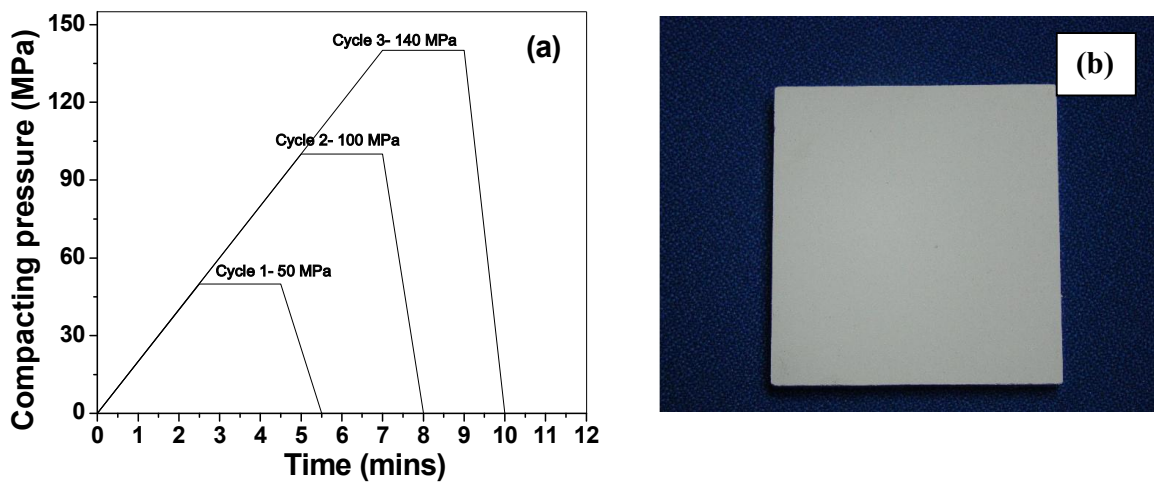 (a)
Compacting pressure (MPa)
150
120
90
60
30
0
Cycle 3- 140 MPa
Cycle 2- 100 MPa
Cycle 1- 50 MPa
0 1 2 3 4 5 6 7 8 9 10 11 12
Time (mins)
(b)